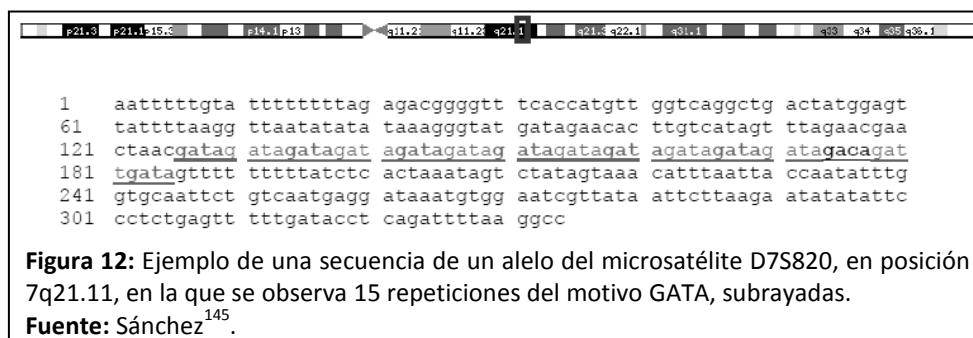 p21.3 p21.1 p15.3 p14.1 p13 q11.2 q11.2 q21.1 q21.3 q22.1 q31.1 q33 q34 q35 q36.1
1 aatttttgta tttttttttag agacggggtt tcaccatgtt ggtcaggctg actatggagt
61 tattttaagg ttaatatata taaagggtat gatagaacac ttgtcatagt ttagaacgaa
121 ctaacgatag atagatagat agatagatag atagatagat agatagatag atagacagat
181 tgatagtttt tttttatctc actaaatagt ctatagtaaa catttaatta ccaatatttg
241 gtgcaattct gtcaatgagg ataaatgtgg aatcgttata attcttaaga atatatattc
301 cctctgagtt tttgatacct cagattttaa ggcc
Figura 12: Ejemplo de una secuencia de un alelo del microsatélite D7S820, en posición
7q21.11, en la que se observa 15 repeticiones del motivo GATA, subrayadas.
Fuente: Sánchez145.